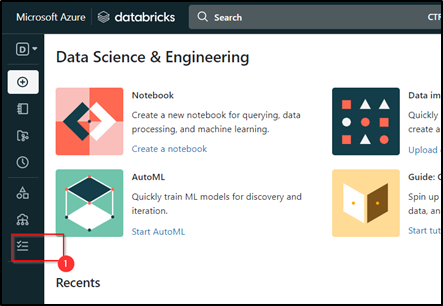 Microsoft Azure databricks Search CTF
D
Data Science & Engineering
Notebook
Create a new notebook for querying, data
processing, and machine learning.
Create a notebook
Data im
Quickly
create a
Upload
AutoML
Quickly train ML models for discovery and
iteration.
Start AutoML
Guide:
Spin up
data, an
Start tut
1
Recents